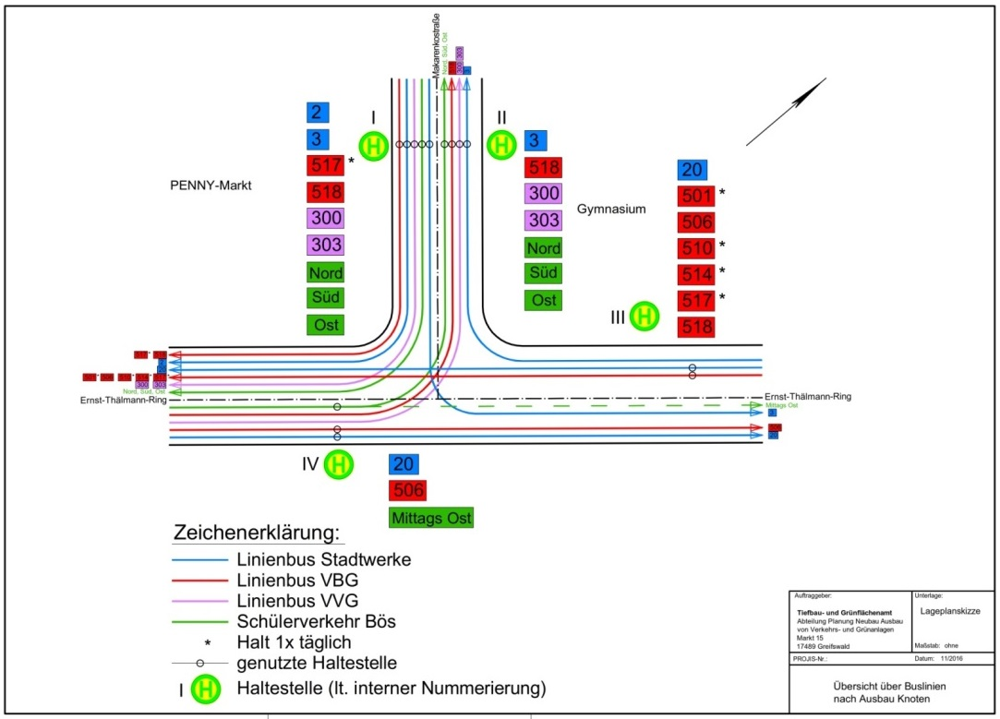 Makarenkostraße
Nord, Süd, Ost
300 303
3
I
H
2
3
517 *
518
300
303
Nord
Süd
Ost
PENNY-Markt
II
H
3
518
300
303
Nord
Süd
Ost
Gymnasium
20
501 *
506
510 *
514 *
517 *
518
III
H
300 303
Nord, Süd, Ost
Ernst-Thälmann-Ring
Ernst-Thälmann-Ring
Mittags Ost
3
20
IV
H
20
506
Mittags Ost
Zeichenerklärung:
Linienbus Stadtwerke
Linienbus VBG
Linienbus VVG
Schülerverkehr Bös
* Halt 1x täglich
genutzte Haltestelle
I H Haltestelle (lt. interner Nummerierung)
Auftraggeber:
Tiefbau- und Grünflächenamt
Abteilung Planung Neubau Ausbau
von Verkehrs- und Grünanlagen
Markt 15
17489 Greifswald
Unterlage:
Lageplanskizze
Maßstab: ohne
PROJIS-Nr.:
Datum: 11/2016
Übersicht über Buslinien
nach Ausbau Knoten